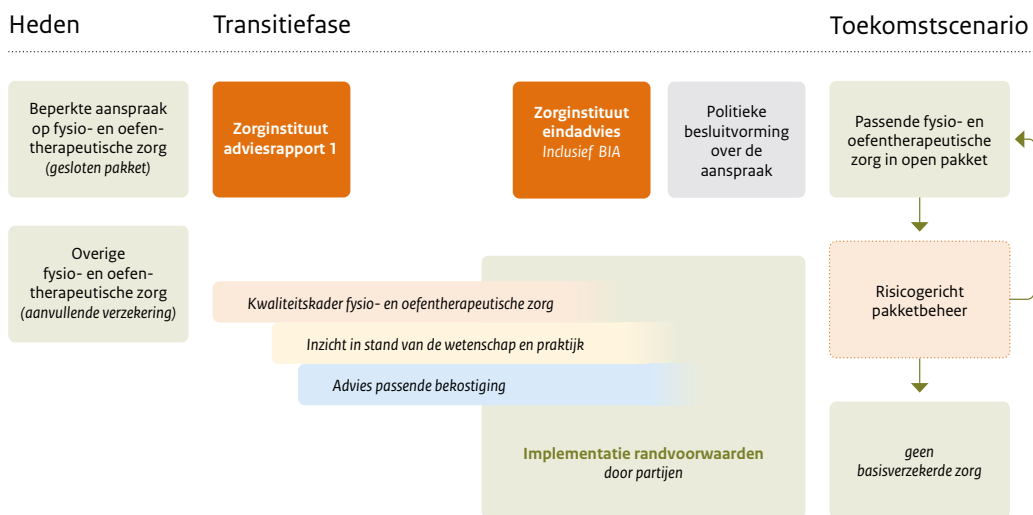 Heden
Transitiefase
Toekomstscenario
Beperkte aanspraak
op fysio- en oefen-
therapeutische zorg
(gesloten pakket)
Zorginstituut
adviesrapport 1
Zorginstituut
eindadvies
Inclusief BIA
Politieke
besluitvorming
over de
aanspraak
Passende fysio- en
oefentherapeutische
zorg in open pakket
Overige
fysio- en oefen-
therapeutische zorg
(aanvullende verzekering)
Kwaliteitskader fysio- en oefentherapeutische zorg
Inzicht in stand van de wetenschap en praktijk
Advies passende bekostiging
Implementatie randvoorwaarden
door partijen
Risicogericht
pakketbeheer
geen
basisverzekerde zorg